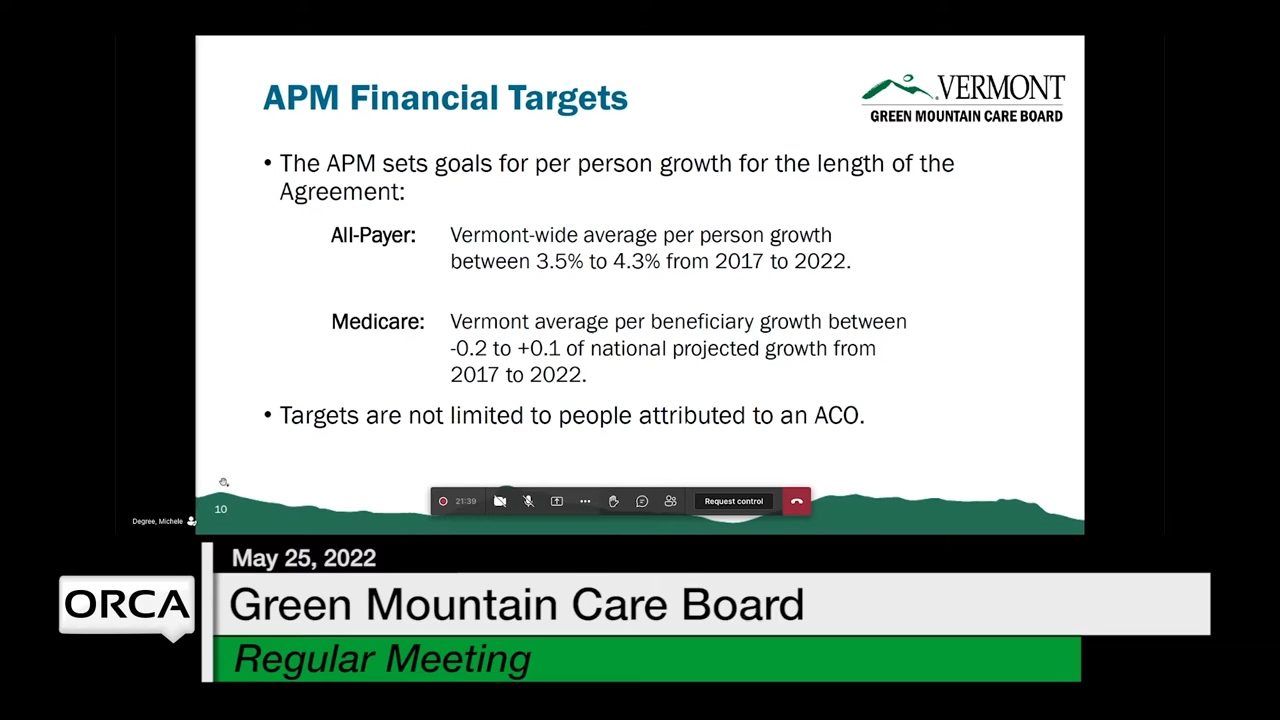 APM Financial Targets
VERMONT
GREEN MOUNTAIN CARE BOARD
• The APM sets goals for per person growth for the length of the
Agreement:
All-Payer: Vermont-wide average per person growth
between 3.5% to 4.3% from 2017 to 2022.
Medicare: Vermont average per beneficiary growth between
-0.2 to +0.1 of national projected growth from
2017 to 2022.
• Targets are not limited to people attributed to an ACO.
21:39
Request control
10
Degree, Michele
May 25, 2022
ORCA
Green Mountain Care Board
Regular Meeting